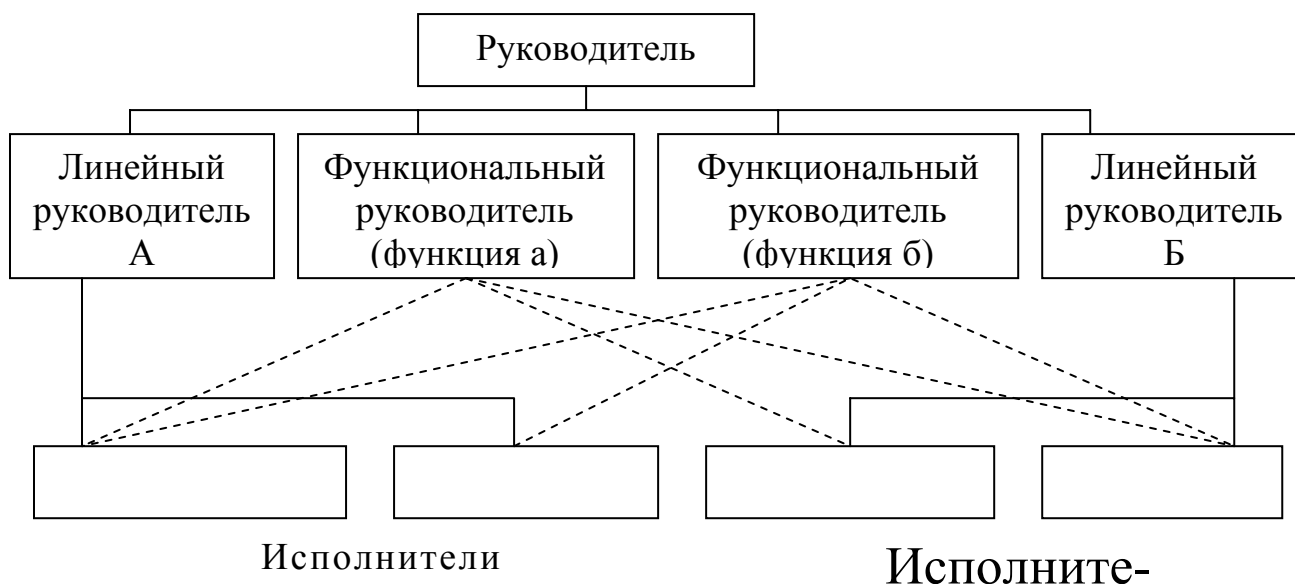 Руководитель
Линейный
руководитель
А
Функциональный
руководитель
(функция а)
Функциональный
руководитель
(функция б)
Линейный
руководитель
Б
Исполнители
Исполните-